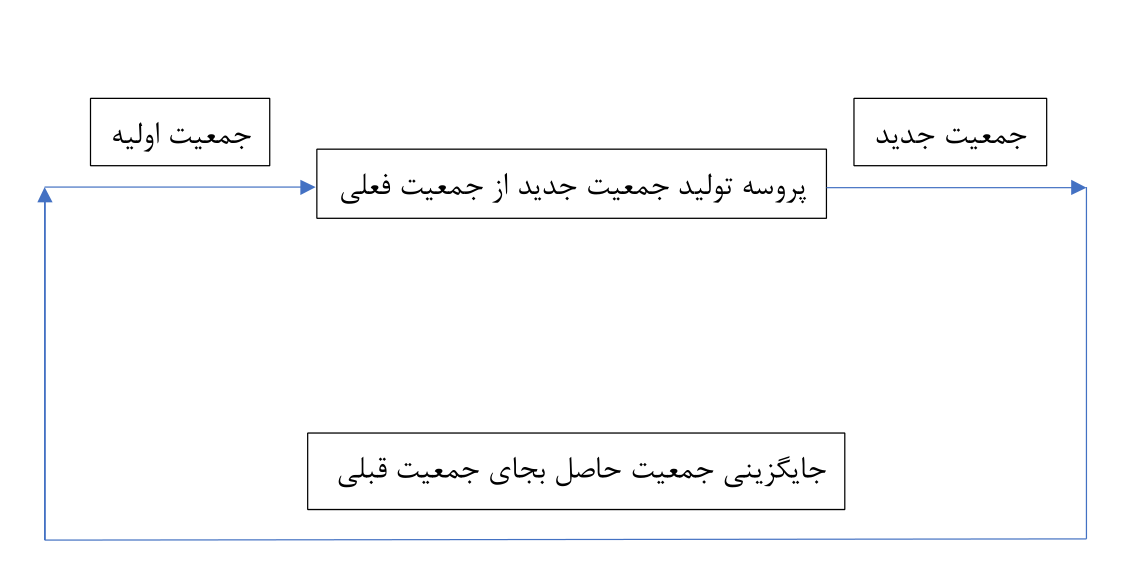 جمعیت اولیه
جمعیت جدید
پروسه تولید جمعیت جدید از جمعیت فعلی
جایگزینی جمعیت حاصل بجای جمعیت قبلی